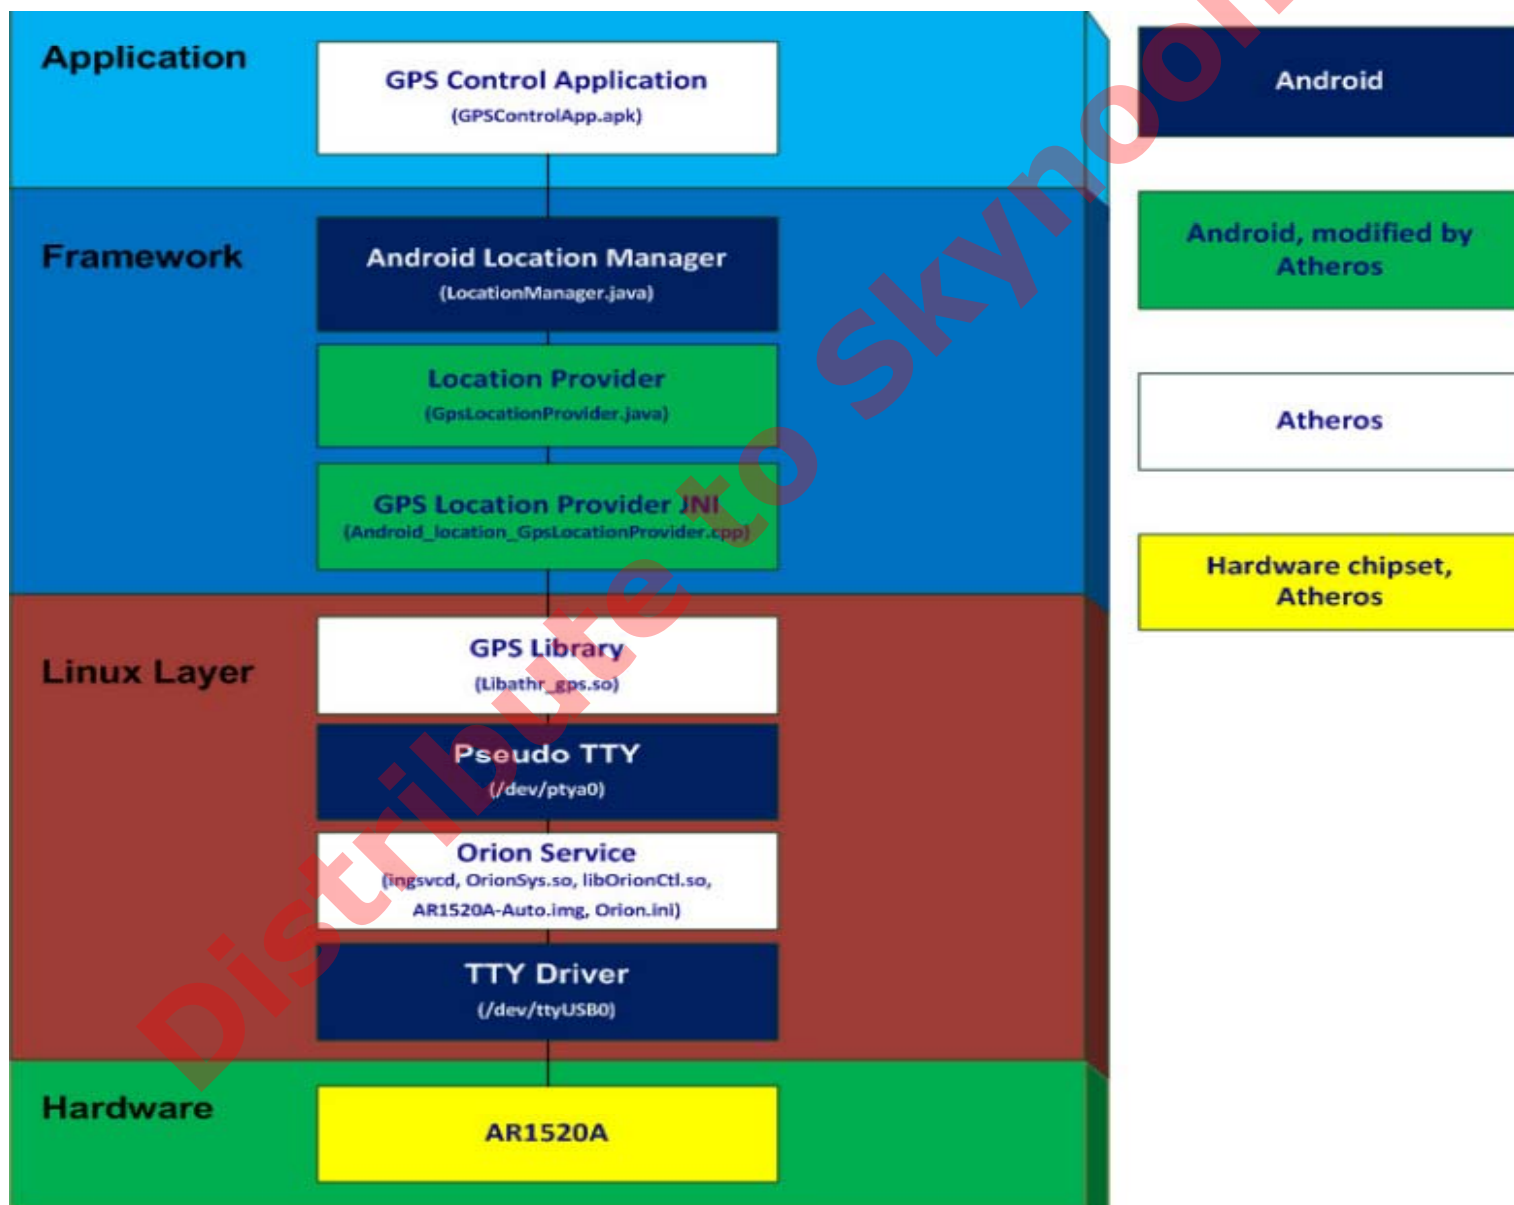 Application
GPS Control Application
(GPSControlApp.apk)
Framework
Android Location Manager
(LocationManager.java)
Location Provider
(GpsLocationProvider.java)
GPS Location Provider JNI
(Android_location_GpsLocationProvider.cpp)
Linux Layer
GPS Library
(Libathr_gps.so)
Pseudo TTY
(/dev/ptya0)
Orion Service
(ingsvcd, OrionSys.so, libOrionCtl.so,
AR1520A-Auto.img, Orion.ini)
TTY Driver
(/dev/ttyUSB0)
Hardware
AR1520A
Android
Android, modified by
Atheros
Atheros
Hardware chipset,
Atheros
Distribute to